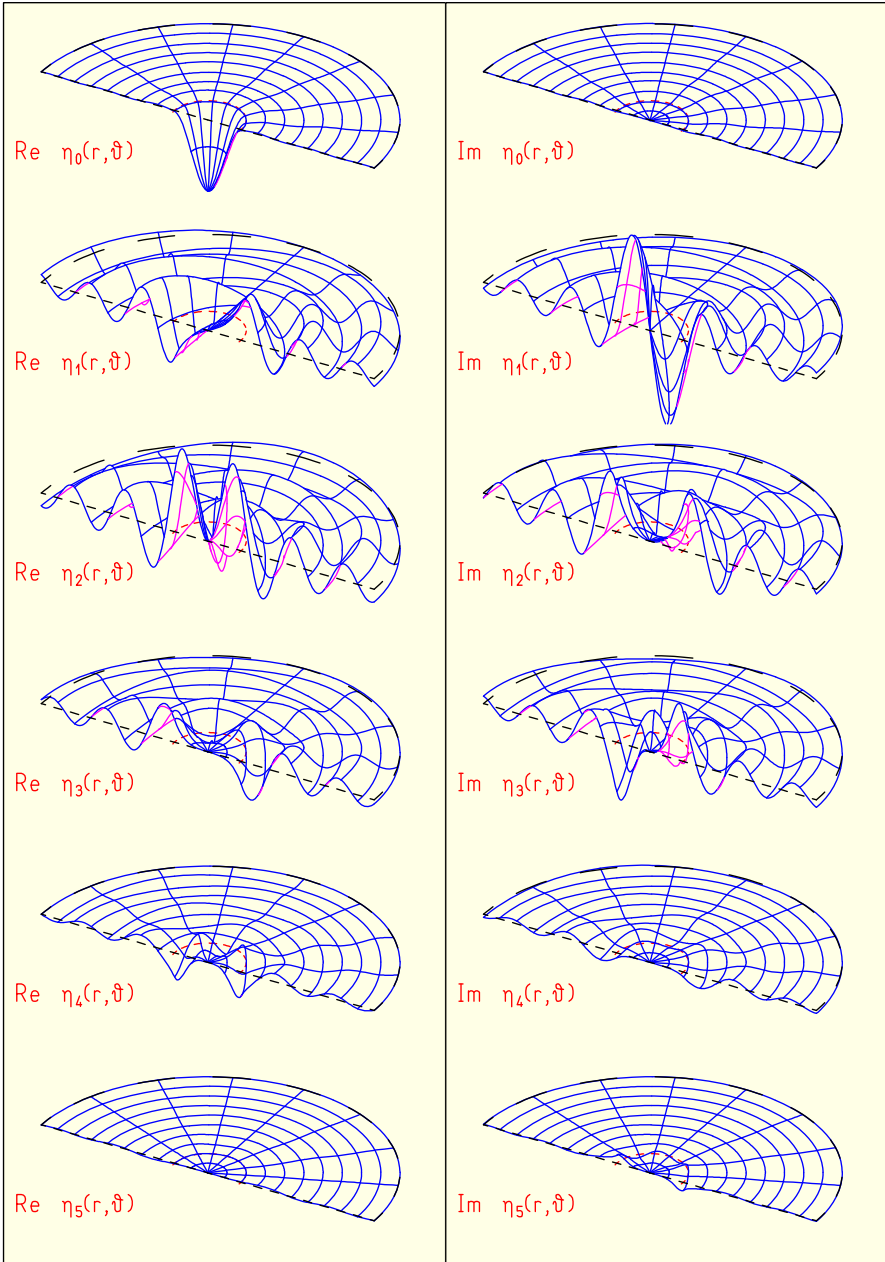 Re η₀(r,ϑ)
Im η₀(r,ϑ)
Re η₁(r,ϑ)
Im η₁(r,ϑ)
Re η₂(r,ϑ)
Im η₂(r,ϑ)
Re η₃(r,ϑ)
Im η₃(r,ϑ)
Re η₄(r,ϑ)
Im η₄(r,ϑ)
Re η₅(r,ϑ)
Im η₅(r,ϑ)